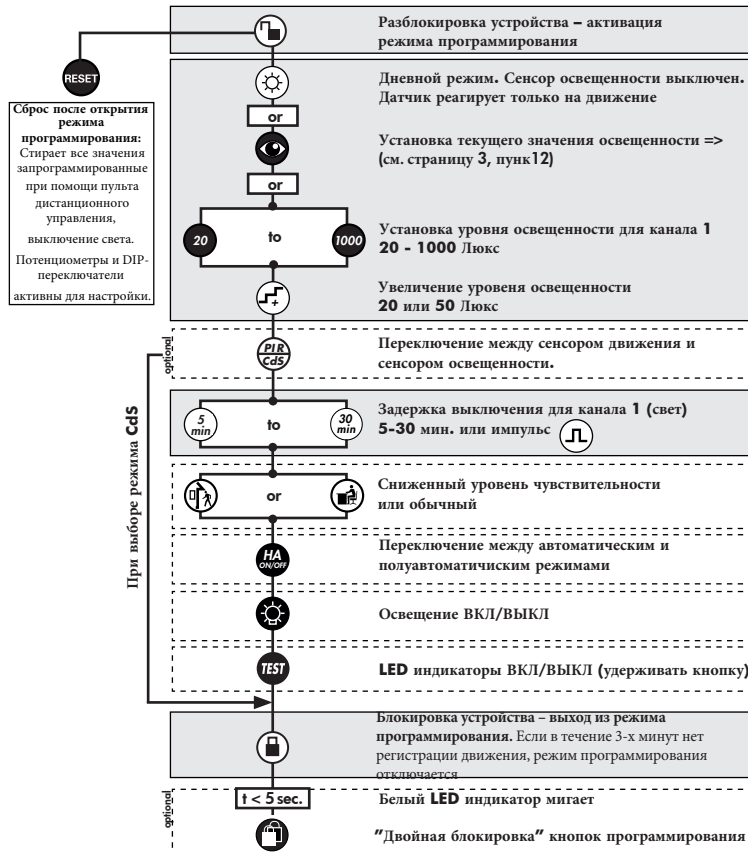 Разблокировка устройства – активация
режима программирования
RESET
Сброс после открытия
режима
программирования:
Стирает все значения
запрограммированные
при помощи пульта
дистанционного
управления,
выключение света.
Потенциометры и DIP-
переключатели
активны для настройки.
Дневной режим. Сенсор освещенности выключен.
Датчик реагирует только на движение
or
Установка текущего значения освещенности =>
(см. страницу 3, пунк12)
or
20
to
1000
Установка уровня освещенности для канала 1
20 - 1000 Люкс
Увеличение уровеня освещенности
20 или 50 Люкс
optional
PIR
CdS
Переключение между сенсором движения и
сенсором освещенности.
При выборе режима CdS
5
min
to
30
min
Задержка выключения для канала 1 (свет)
5-30 мин. или импульс
or
Сниженный уровень чувствительности
или обычный
HA
ON/OFF
Переключение между автоматическим и
полуавтоматичиским режимами
Освещение ВКЛ/ВЫКЛ
TEST
LED индикаторы ВКЛ/ВЫКЛ (удерживать кнопку)
Блокировка устройства – выход из режима
программирования. Если в течение 3-х минут нет
регистрации движения, режим программирования
отключается
optional
t < 5 sec.
Белый LED индикатор мигает
"Двойная блокировка" кнопок программирования